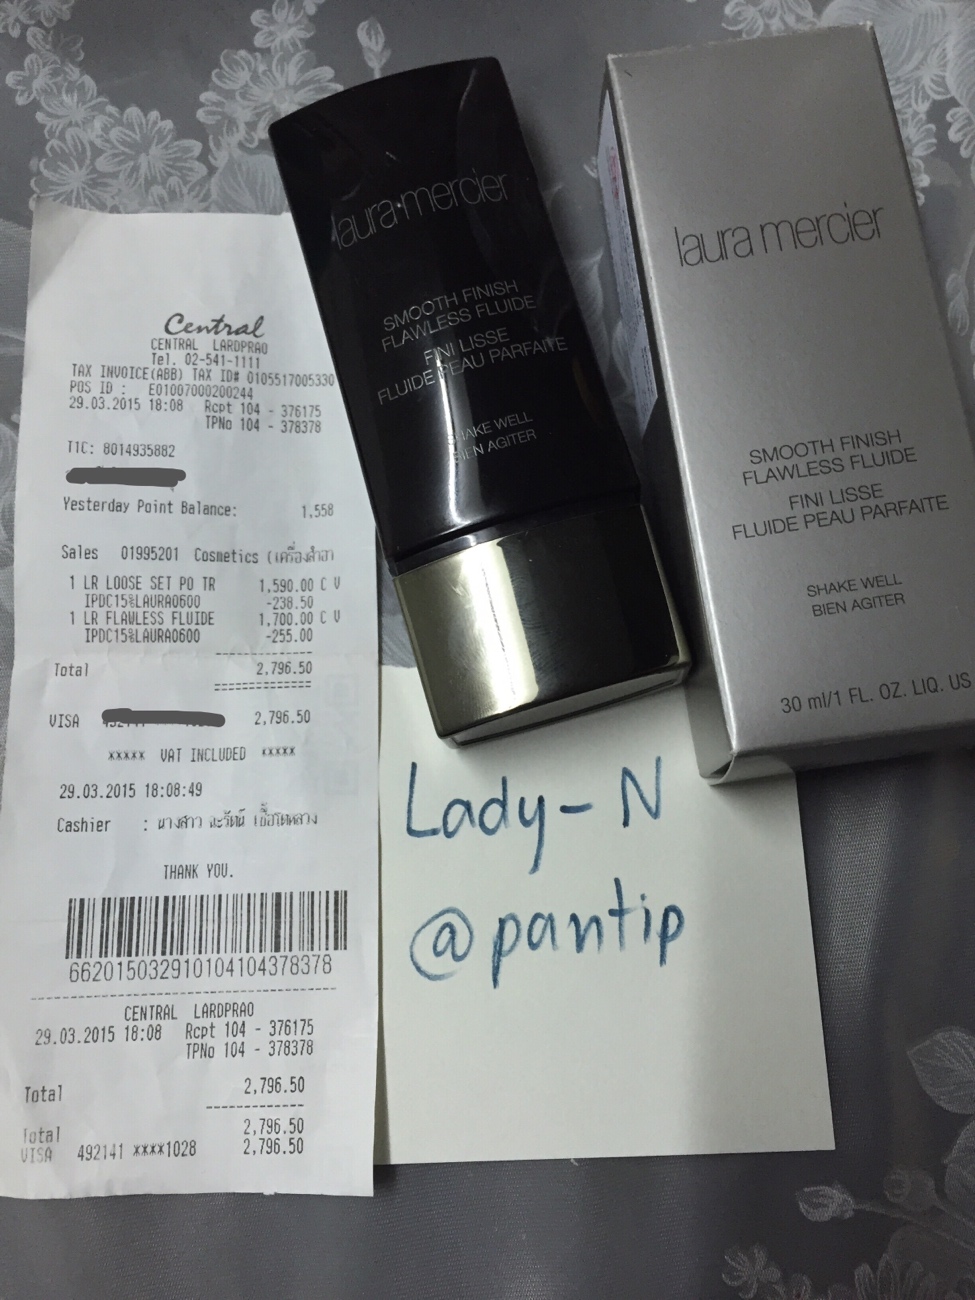 Central
CENTRAL LARDPRAO
Tel. 02-541-1111
TAX INVOICE(ABB) TAX ID# 0105517005330
POS ID : E01007000200244
29.03.2015 18:08 Rcpt 104 - 376175
TPNo 104 - 378378
T1C: 8014935882
Yesterday Point Balance: 1,558
Sales 01995201 Cosmetics (เครื่องสำอา
1 LR LOOSE SET PO TR 1,590.00 C V
IPDC15%LAURA0600 -238.50
1 LR FLAWLESS FLUIDE 1,700.00 C V
IPDC15%LAURA0600 -255.00
Total 2,796.50
VISA 2,796.50
***** VAT INCLUDED *****
29.03.2015 18:08:49
Cashier : นางสาว
THANK YOU.
66201503291010410437837​8
CENTRAL LARDPRAO
29.03.2015 18:08 Rcpt 104 - 376175
TPNo 104 - 378378
Total 2,796.50
Total 2,796.50
VISA 492141 ****1028 2,796.50
laura mercier
SMOOTH FINISH
FLAWLESS FLUIDE
FINI LISSE
FLUIDE PEAU PARFAITE
SHAKE WELL
BIEN AGITER
laura mercier
SMOOTH FINISH
FLAWLESS FLUIDE
FINI LISSE
FLUIDE PEAU PARFAITE
SHAKE WELL
BIEN AGITER
30 ml/1 FL. OZ. LIQ. US
Lady-N
@pantip